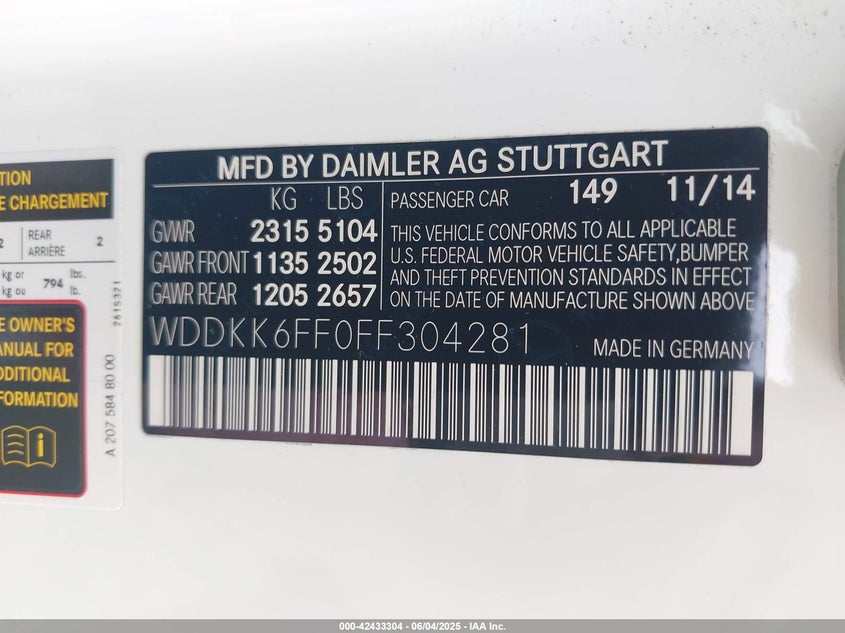 TION
E CHARGEMENT
2 REAR ARRIÈRE 2
kg or kg ou 794 lbs. lb.
E OWNER'S
ANUAL FOR
DDITIONAL
FORMATION
A 207 584 80 00
2615321
MFD BY DAIMLER AG STUTTGART
KG LBS
GVWR 2315 5104
GAWR FRONT 1135 2502
GAWR REAR 1205 2657
PASSENGER CAR 149 11/14
THIS VEHICLE CONFORMS TO ALL APPLICABLE
U.S. FEDERAL MOTOR VEHICLE SAFETY,BUMPER
AND THEFT PREVENTION STANDARDS IN EFFECT
ON THE DATE OF MANUFACTURE SHOWN ABOVE
WDDKK6FF0FF304281
MADE IN GERMANY
000-42433304 - 06/04/2025 - IAA Inc.